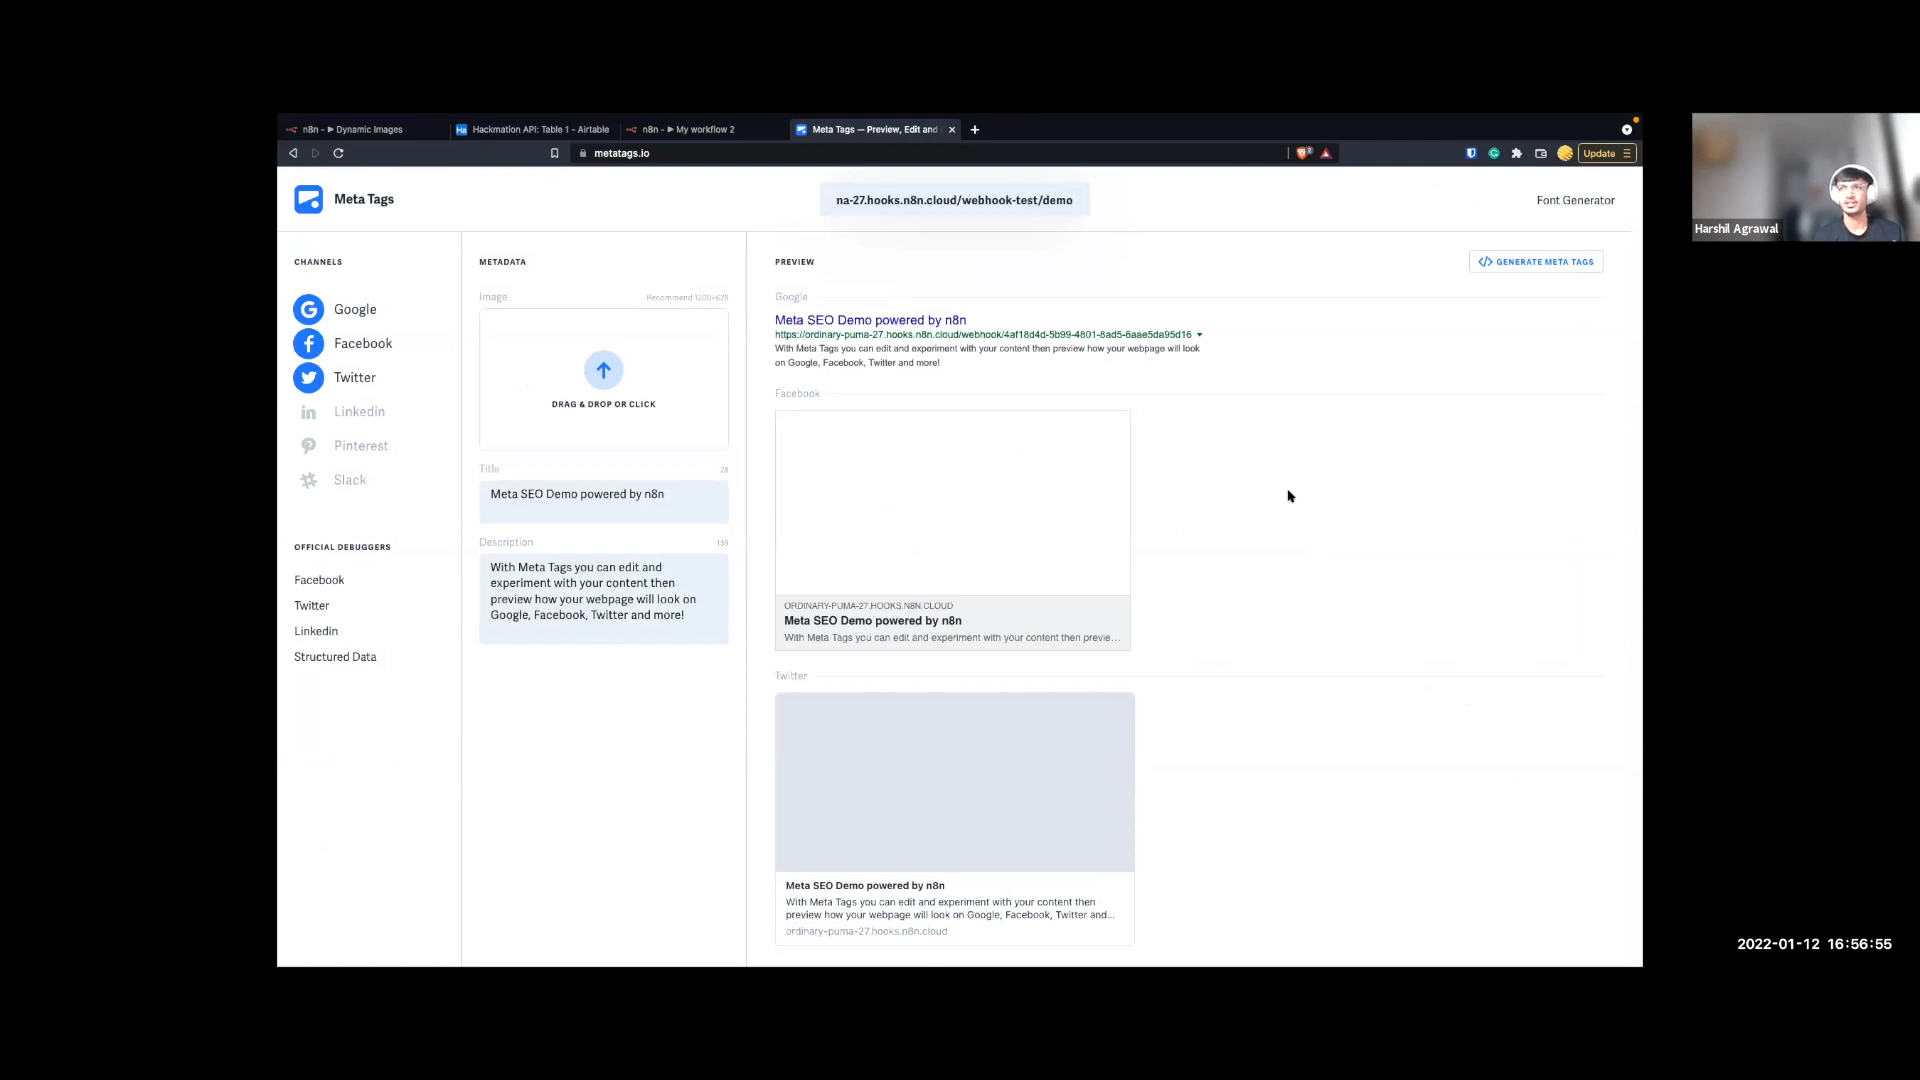 n8n - ▶ Dynamic Images
Ha Hackmation API: Table 1 - Airtable
n8n - ▶ My workflow 2
Meta Tags — Preview, Edit and
metatags.io
Update
Meta Tags
na-27.hooks.n8n.cloud/webhook-test/demo
Font Generator
CHANNELS
Google
Facebook
Twitter
Linkedin
Pinterest
Slack
OFFICIAL DEBUGGERS
Facebook
Twitter
Linkedin
Structured Data
METADATA
Image
Recommend 1200×628
DRAG & DROP OR CLICK
Title
28
Meta SEO Demo powered by n8n
Description
With Meta Tags you can edit and
experiment with your content then
preview how your webpage will look on
Google, Facebook, Twitter and more!
PREVIEW
GENERATE META TAGS
Google
Meta SEO Demo powered by n8n
https://ordinary-puma-27.hooks.n8n.cloud/webhook/4af18d4d-5b99-4801-8ad5-6aae5da95d16
With Meta Tags you can edit and experiment with your content then preview how your webpage will look
on Google, Facebook, Twitter and more!
Facebook
ORDINARY-PUMA-27.HOOKS.N8N.CLOUD
Meta SEO Demo powered by n8n
With Meta Tags you can edit and experiment with your content then previe...
Twitter
Meta SEO Demo powered by n8n
With Meta Tags you can edit and experiment with your content then
preview how your webpage will look on Google, Facebook, Twitter and...
ordinary-puma-27.hooks.n8n.cloud
Harshil Agrawal
2022-01-12 16:56:55